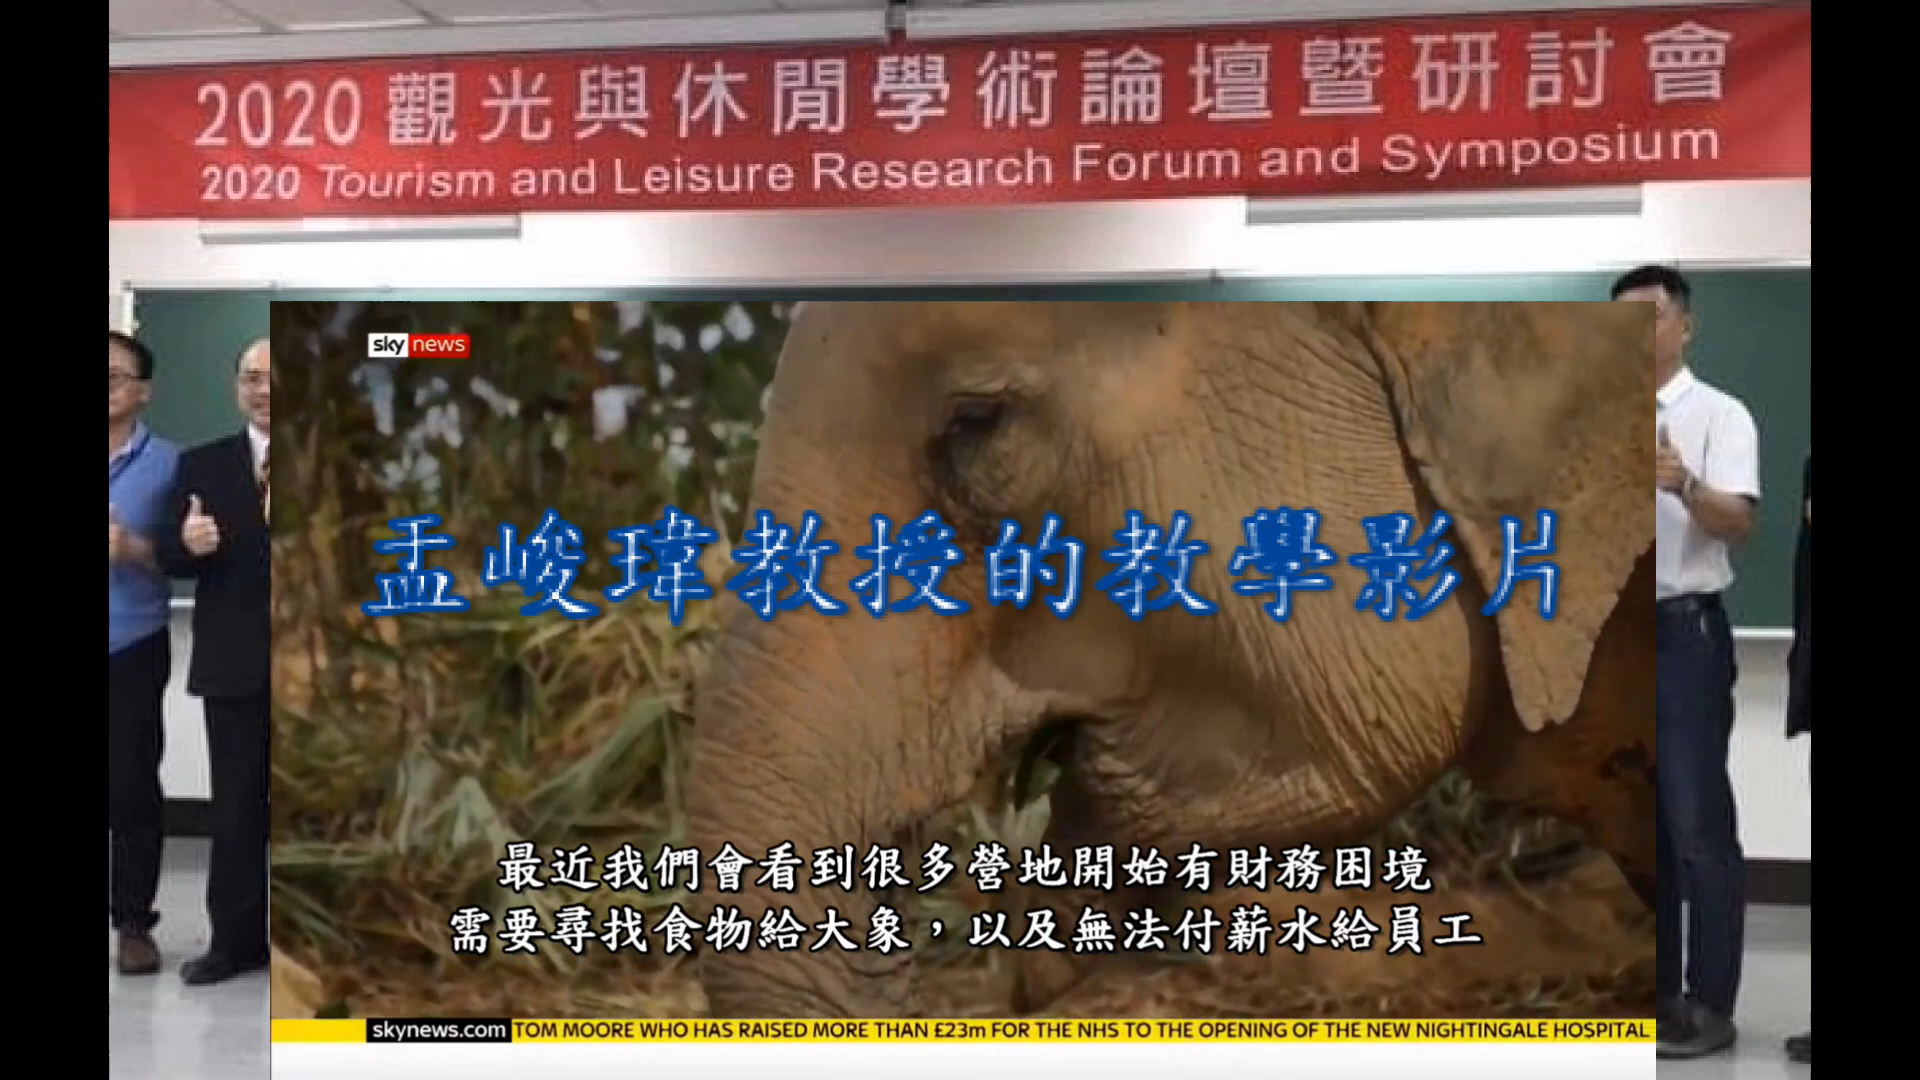 2020 觀光與休閒學術論壇暨研討會
2020 Tourism and Leisure Research Forum and Symposium
sky news
孟峻瑋教授的教學影片
最近我們會看到很多營地開始有財務困境
需要尋找食物給大象，以及無法付薪水給員工
skynews.com TOM MOORE WHO HAS RAISED MORE THAN £23m FOR THE NHS TO THE OPENING OF THE NEW NIGHTINGALE HOSPITAL